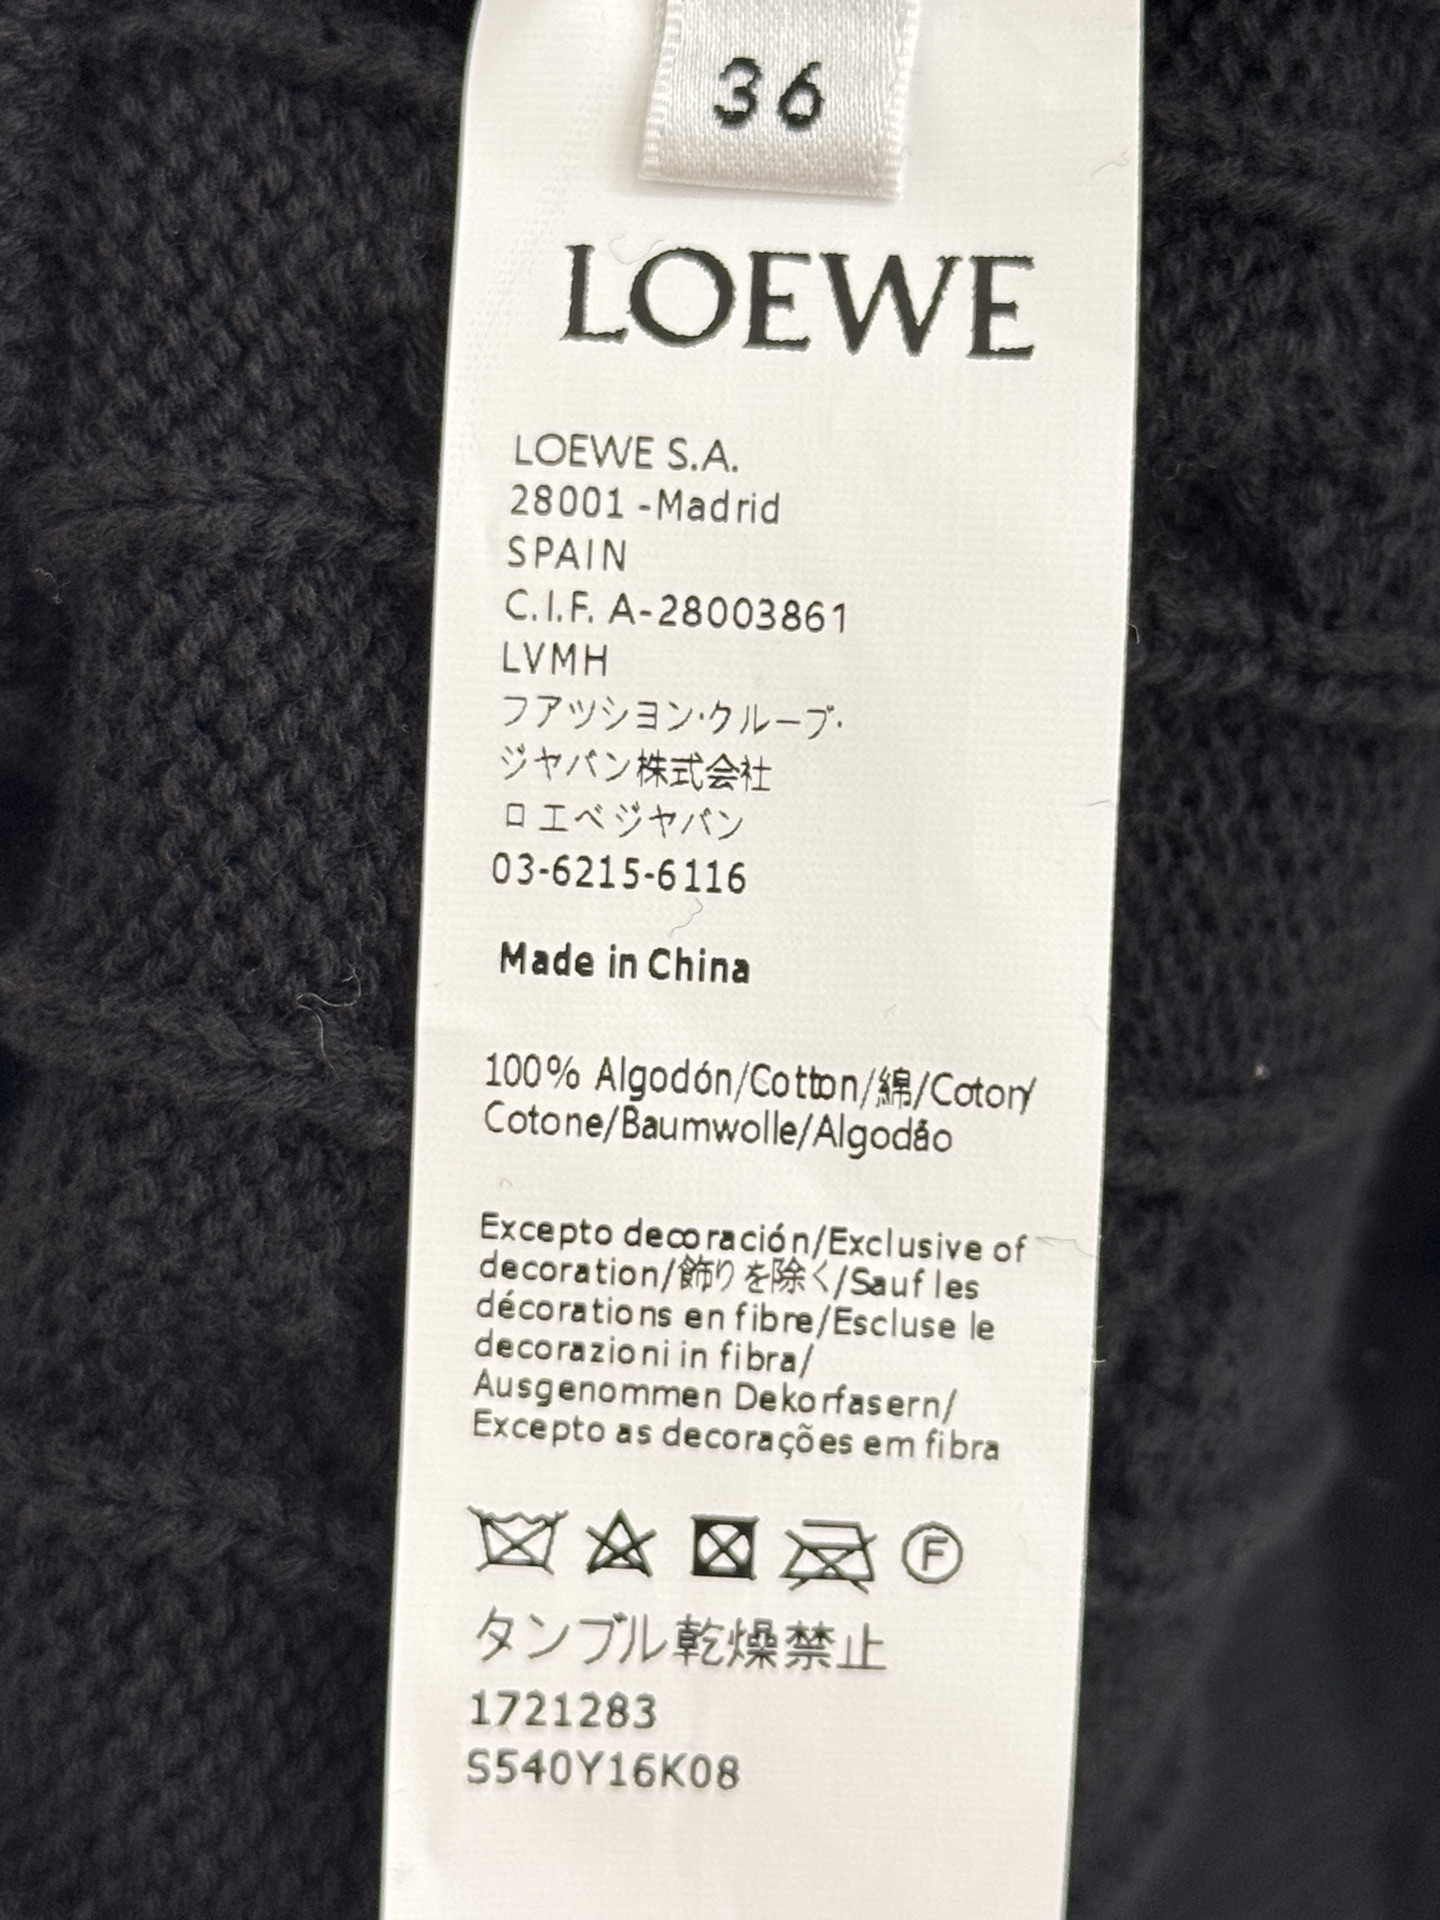 36
LOEWE
LOEWE S.A.
28001 -Madrid
SPAIN
C.I.F. A-28003861
LVMH
フアッション・クループ・
ジャパン株式会社
ロエベジャパン
03-6215-6116
Made in China
100% Algodón/Cotton/綿/Coton/
Cotone/Baumwolle/Algodão
Excepto decoración/Exclusive of
decoration/飾りを除く/Sauf les
décorations en fibre/Escluse le
decorazioni in fibra/
Ausgenommen Dekorfasern/
Excepto as decorações em fibra
F
タンブル乾燥禁止
1721283
S540Y16K08